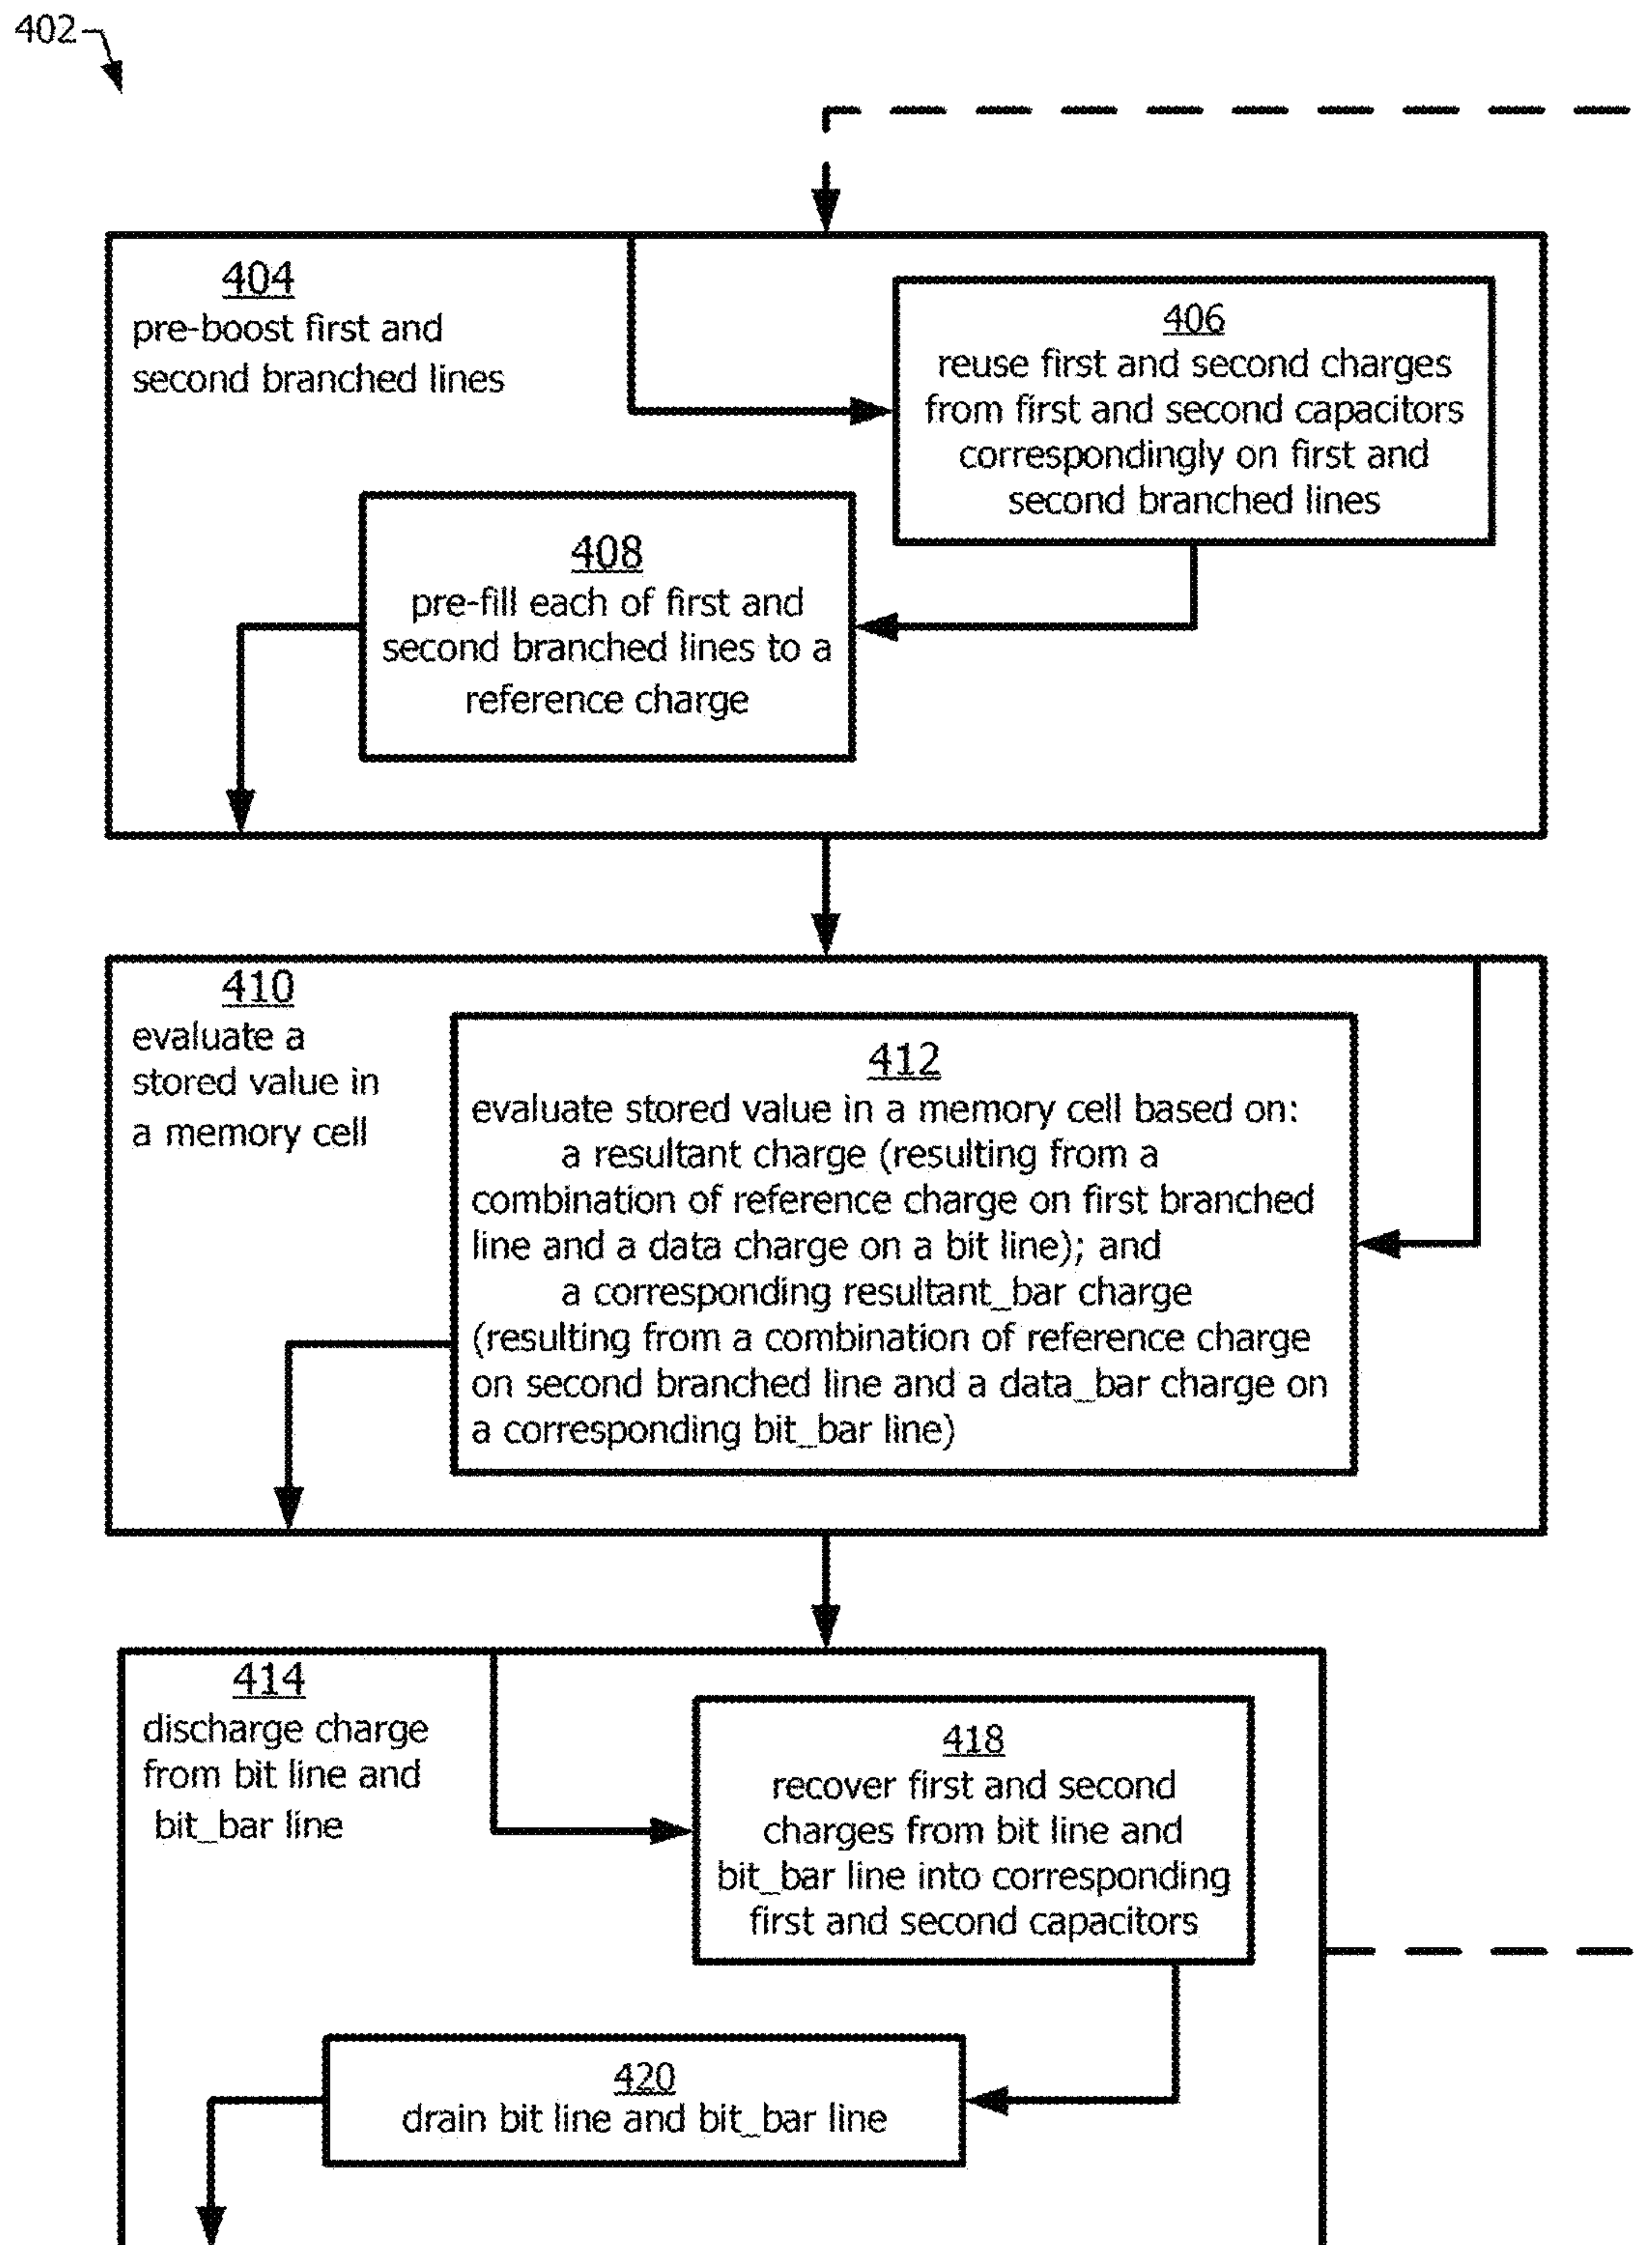 402
404
pre-boost first and
second branched lines
406
reuse first and second charges
from first and second capacitors
correspondingly on first and
second branched lines
408
pre-fill each of first and
second branched lines to a
reference charge
410
evaluate a
stored value in
a memory cell
412
evaluate stored value in a memory cell based on:
a resultant charge (resulting from a
combination of reference charge on first branched
line and a data charge on a bit line); and
a corresponding resultant_bar charge
(resulting from a combination of reference charge
on second branched line and a data_bar charge on
a corresponding bit_bar line)
414
discharge charge
from bit line and
bit_bar line
418
recover first and second
charges from bit line and
bit_bar line into corresponding
first and second capacitors
420
drain bit line and bit_bar line